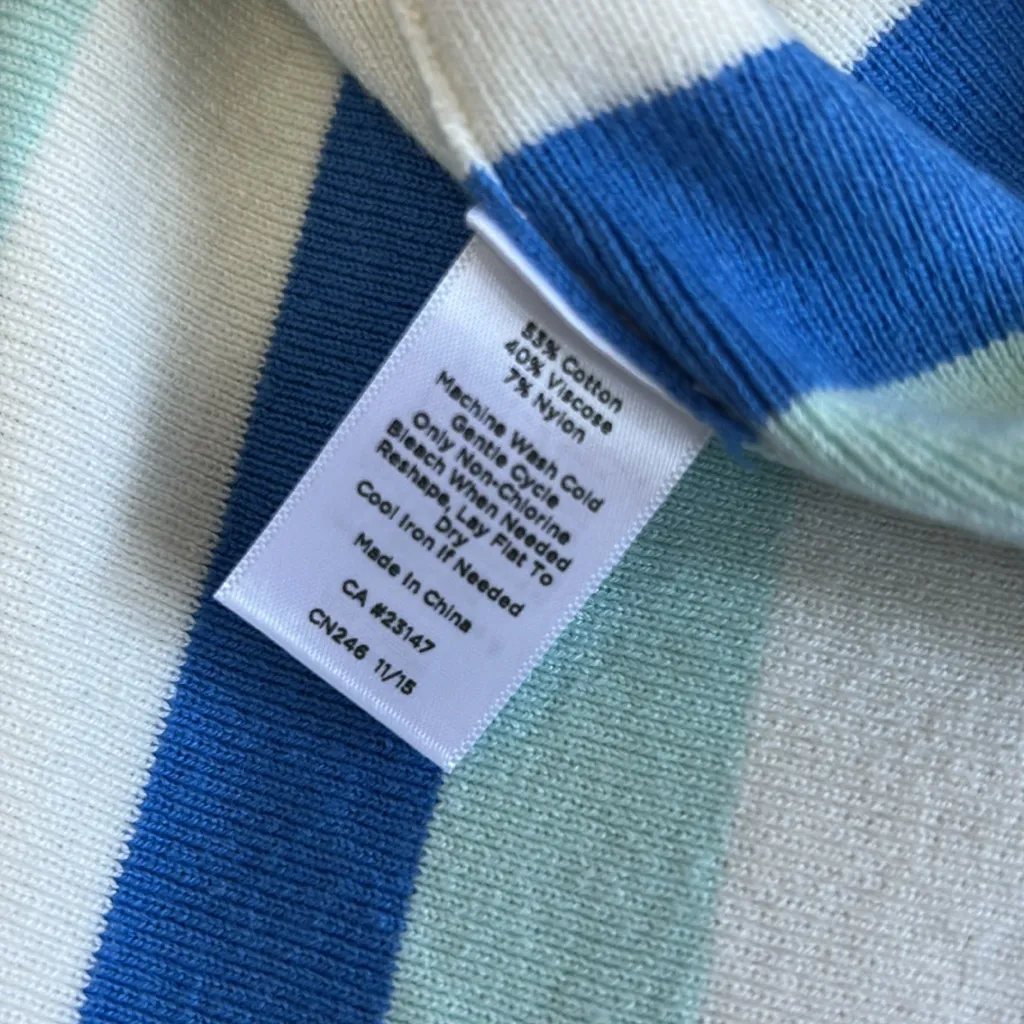 53% Cotton
40% Viscose
7% Nylon
Machine Wash Cold
Gentle Cycle
Only Non-Chlorine
Bleach When Needed
Reshape, Lay Flat To
Dry
Cool Iron If Needed
Made In China
CA #23147
CN246 11/15